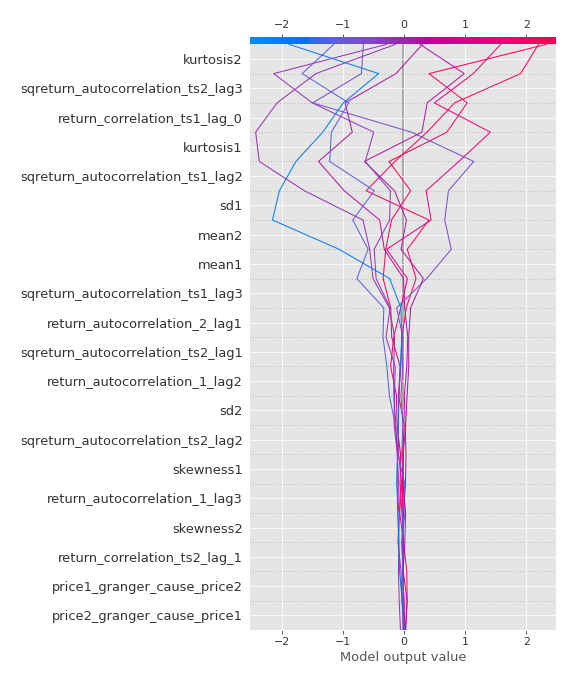 −2 −1 0 1 2
kurtosis2
sqreturn_autocorrelation_ts2_lag3
return_correlation_ts1_lag_0
kurtosis1
sqreturn_autocorrelation_ts1_lag2
sd1
mean2
mean1
sqreturn_autocorrelation_ts1_lag3
return_autocorrelation_2_lag1
sqreturn_autocorrelation_ts2_lag1
return_autocorrelation_1_lag2
sd2
sqreturn_autocorrelation_ts2_lag2
skewness1
return_autocorrelation_1_lag3
skewness2
return_correlation_ts2_lag_1
price1_granger_cause_price2
price2_granger_cause_price1
−2 −1 0 1 2
Model output value